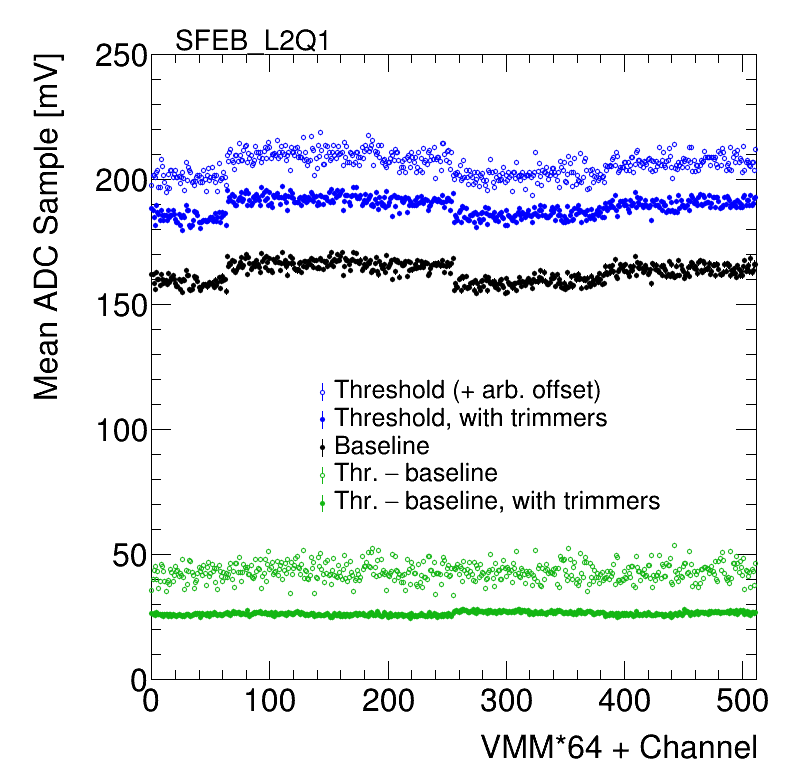 SFEB_L2Q1
Mean ADC Sample [mV]
250
200
150
100
50
0
Threshold (+ arb. offset)
Threshold, with trimmers
Baseline
Thr. – baseline
Thr. – baseline, with trimmers
0 100 200 300 400 500
VMM*64 + Channel